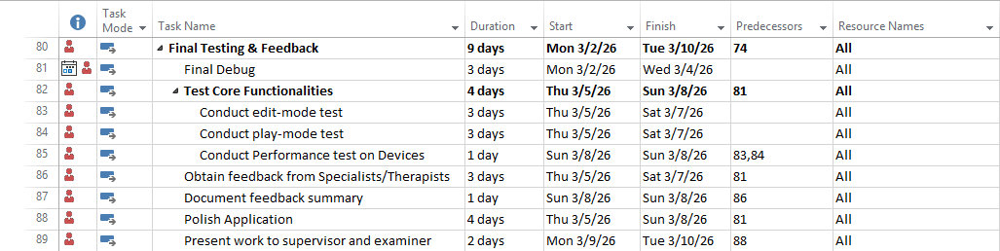 Task Mode Task Name Duration Start Finish Predecessors Resource Names
80 Final Testing & Feedback 9 days Mon 3/2/26 Tue 3/10/26 74 All
81 Final Debug 3 days Mon 3/2/26 Wed 3/4/26 All
82 Test Core Functionalities 4 days Thu 3/5/26 Sun 3/8/26 81 All
83 Conduct edit-mode test 3 days Thu 3/5/26 Sat 3/7/26 All
84 Conduct play-mode test 3 days Thu 3/5/26 Sat 3/7/26 All
85 Conduct Performance test on Devices 1 day Sun 3/8/26 Sun 3/8/26 83,84 All
86 Obtain feedback from Specialists/Therapists 3 days Thu 3/5/26 Sat 3/7/26 81 All
87 Document feedback summary 1 day Sun 3/8/26 Sun 3/8/26 86 All
88 Polish Application 4 days Thu 3/5/26 Sun 3/8/26 81 All
89 Present work to supervisor and examiner 2 days Mon 3/9/26 Tue 3/10/26 88 All